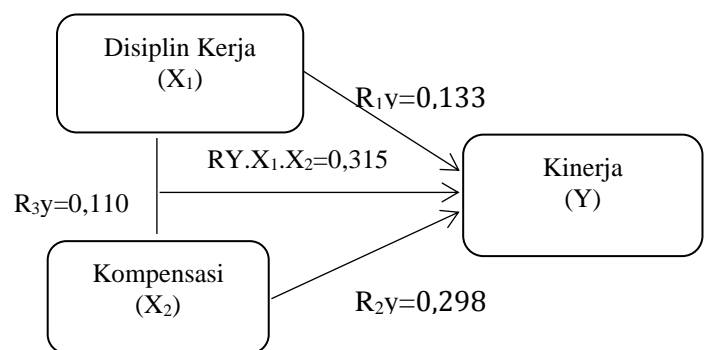 Disiplin Kerja
(X₁)
R₁y=0,133
RY.X₁.X₂=0,315
Kinerja
(Y)
R₃y=0,110
Kompensasi
(X₂)
R₂y=0,298